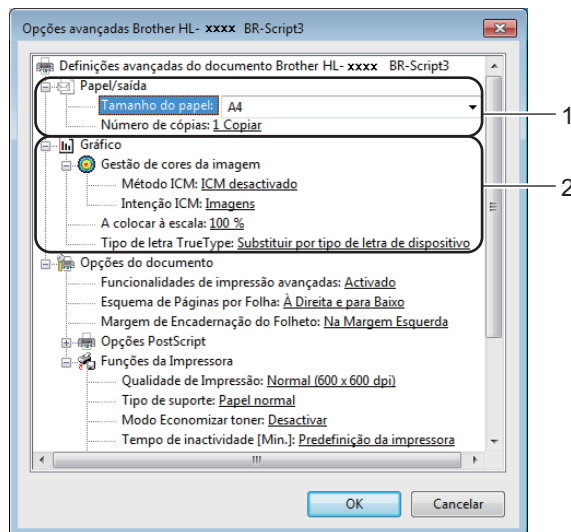 Opções avançadas Brother HL- xxxx BR-Script3
Definições avançadas do documento Brother HL- xxxx BR-Script3
Papel/saída
Tamanho do papel: A4
Número de cópias: 1 Copiar
1
Gráfico
Gestão de cores da imagem
Método ICM: ICM desactivado
2
Intenção ICM: Imagens
A colocar à escala: 100 %
Tipo de letra TrueType: Substituir por tipo de letra de dispositivo
Opções do documento
Funcionalidades de impressão avançadas: Activado
Esquema de Páginas por Folha: À Direita e para Baixo
Margem de Encadernação do Folheto: Na Margem Esquerda
Opções PostScript
Funções da Impressora
Qualidade de Impressão: Normal (600 x 600 dpi)
Tipo de suporte: Papel normal
Modo Economizar toner: Desactivar
Tempo de inactividade [Min.]: Predefinição da impressora
OK Cancelar